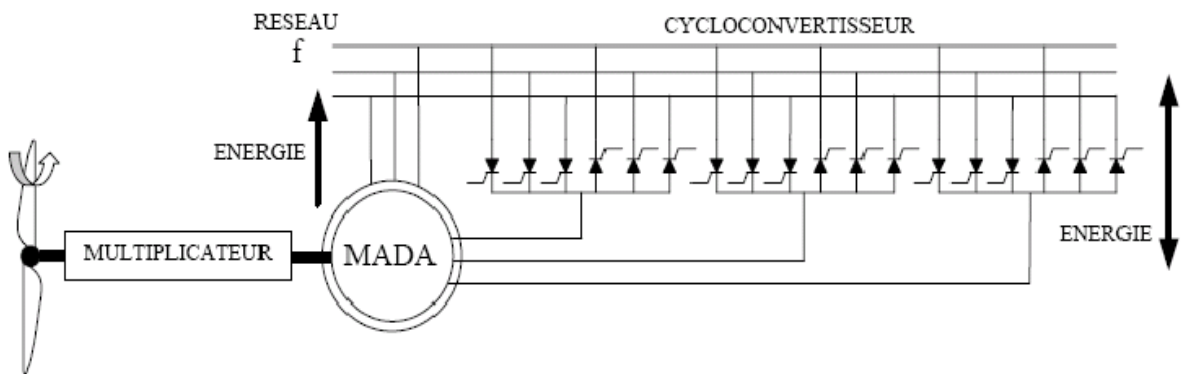 RESEAU
f
CYCLOCONVERTISSEUR
ENERGIE
MULTIPLICATEUR
MADA
ENERGIE